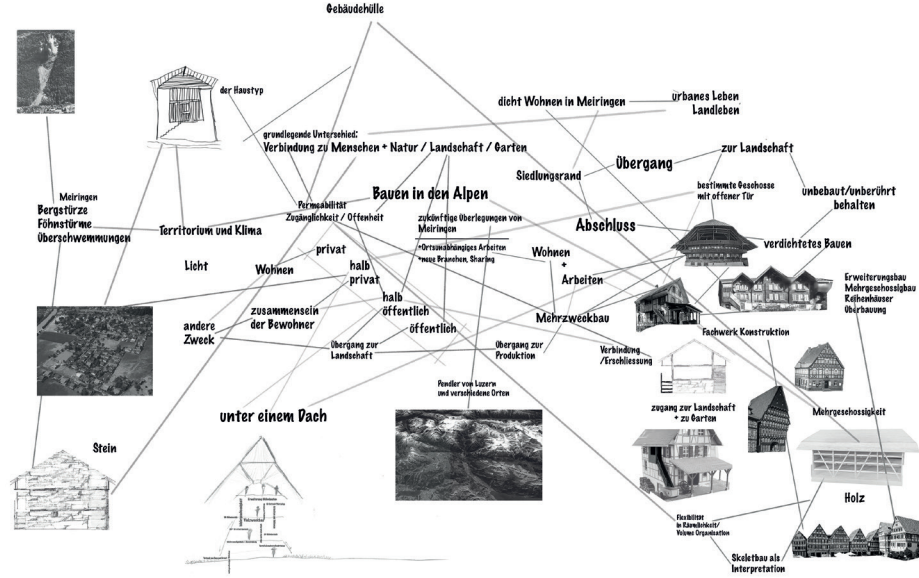 Gebäudehülle
der Haustyp
dicht Wohnen in Meiringen
urbanes Leben
Landleben
grundlegende Unterschied:
Verbindung zu Menschen + Natur / Landschaft / Garten
Siedlungsrand
Übergang
zur Landschaft
bestimmte Geschosse
mit offener Tür
unbebaut/unberührt
behalten
Bauen in den Alpen
Meiringen
Bergstürze
Föhnstürme
Überschwemmungen
Territorium und Klima
Permeabilität
Zugänglichkeit / Offenheit
zukünftige Überlegungen von
Meiringen
*Ortsunabhängiges Arbeiten
*neue Branchen, Sharing
Abschluss
verdichtetes Bauen
Licht
Wohnen
privat
halb
privat
halb
öffentlich
öffentlich
Wohnen
+
Arbeiten
Erweiterungsbau
Mehrgeschossigbau
Reihenhäuser
Überbauung
andere
Zweck
zusammensein
der Bewohner
Mehrzweckbau
Fachwerk Konstruktion
Übergang zur
Landschaft
Übergang zur
Produktion
Verbindung
/Erschliessung
Pendler von Luzern
und verschiedene Orten
zugang zur Landschaft
+ zu Garten
Mehrgeschossigkeit
unter einem Dach
Stein
Holz
Flexibilität
in Räumlichkeit/
Volume Organisation
Skeletbau als
Interpretation